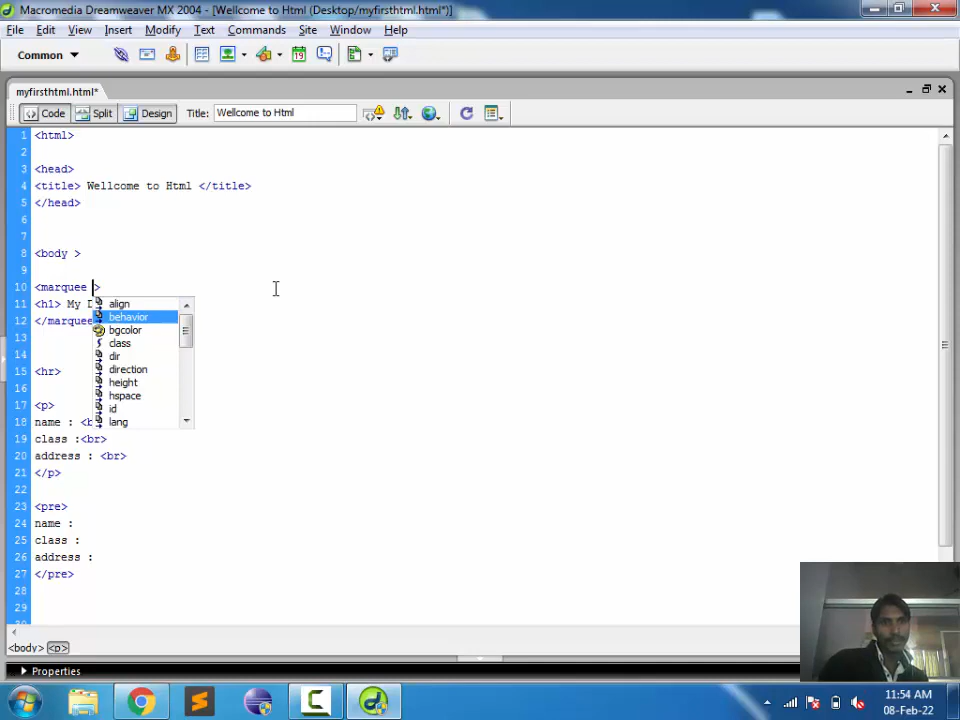 Macromedia Dreamweaver MX 2004 - [Wellcome to Html (Desktop/myfirsthtml.html*)]
File Edit View Insert Modify Text Commands Site Window Help
Common
myfirsthtml.html*
Code Split Design Title: Wellcome to Html
1 <html>
2
3 <head>
4 <title> Wellcome to Html </title>
5 </head>
6
7
8 <body >
9
10 <marquee >
11 <h1> My
align
12 </marquee
behavior
bgcolor
13
class
14
dir
15 <hr>
direction
16
height
hspace
17 <p>
id
18 name : <b
lang
19 class :<br>
20 address : <br>
21 </p>
22
23 <pre>
24 name :
25 class :
26 address :
27 </pre>
28
29
<body> <p>
Properties
11:54 AM
08-Feb-22